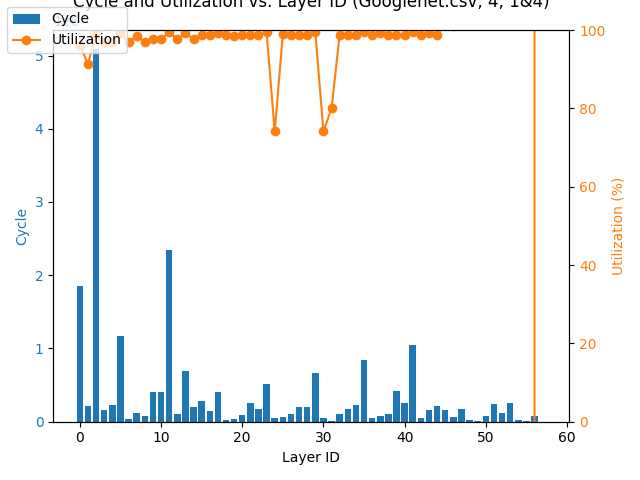 Cycle and Utilization vs. Layer ID (Googlenet.csv, 4, 1&4)
Cycle
Utilization
5
4
3
2
1
0
Cycle
100
80
60
40
20
0
Utilization (%)
0 10 20 30 40 50 60
Layer ID